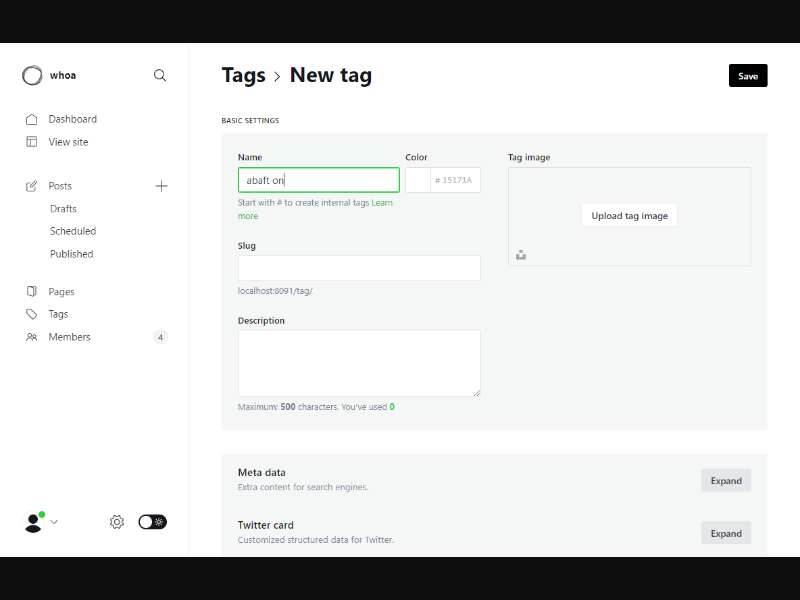 whoa
Dashboard
View site
Posts
Drafts
Scheduled
Published
Pages
Tags
Members 4
Tags > New tag
Save
BASIC SETTINGS
Name
abaft on
Start with # to create internal tags Learn
more
Color
# 15171A
Slug
localhost:8091/tag/
Description
Maximum: 500 characters. You've used 0
Tag image
Upload tag image
Meta data
Extra content for search engines.
Expand
Twitter card
Customized structured data for Twitter.
Expand